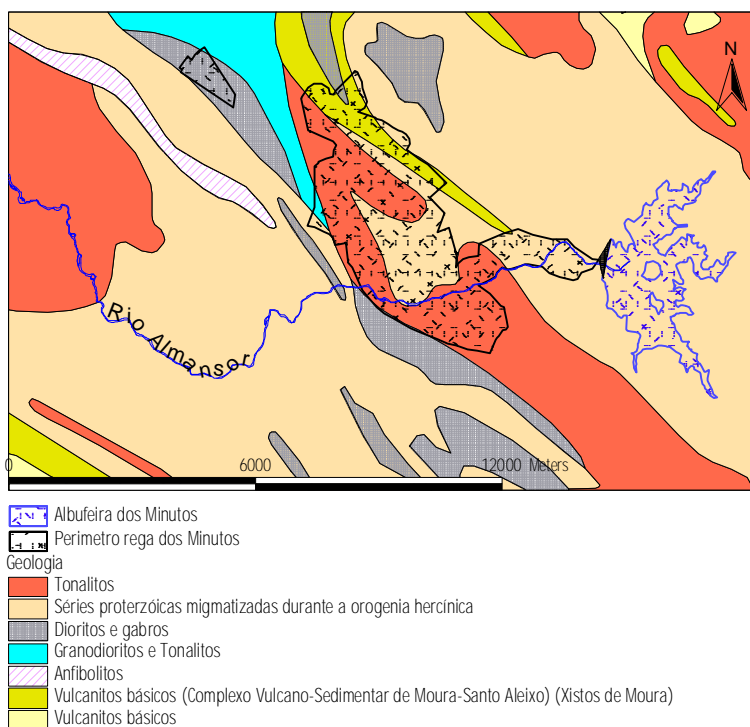 N
Rio Almansor
0 6000 12000 Meters
Albufeira dos Minutos
Perimetro rega dos Minutos
Geologia
Tonalitos
Séries proterzóicas migmatizadas durante a orogenia hercínica
Dioritos e gabros
Granodioritos e Tonalitos
Anfibolitos
Vulcanitos básicos (Complexo Vulcano-Sedimentar de Moura-Santo Aleixo) (Xistos de Moura)
Vulcanitos básicos